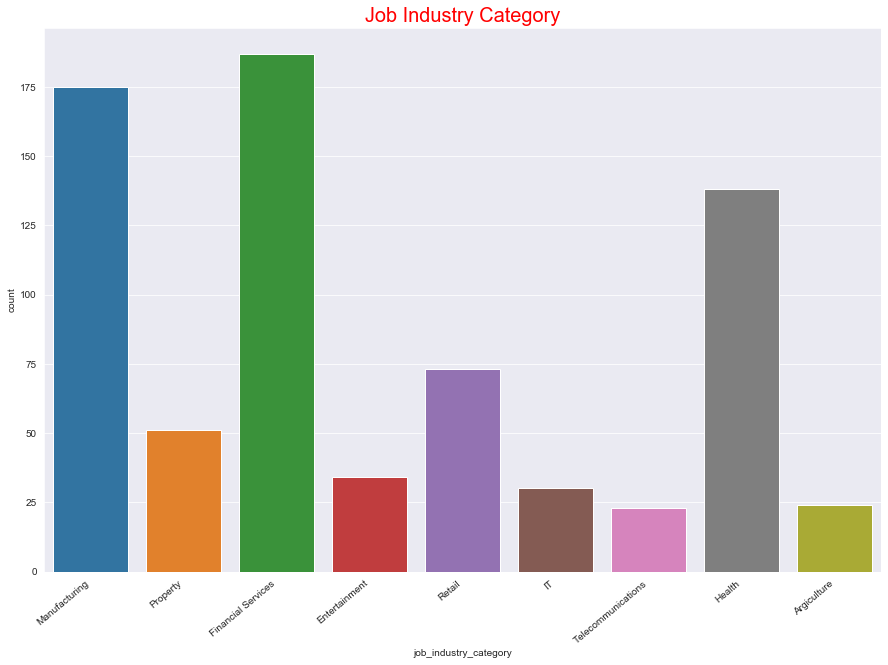 Job Industry Category
175
150
125
100
75
50
25
0
count
Manufacturing
Property
Financial Services
Entertainment
Retail
IT
Telecommunications
Health
Argiculture
job_industry_category